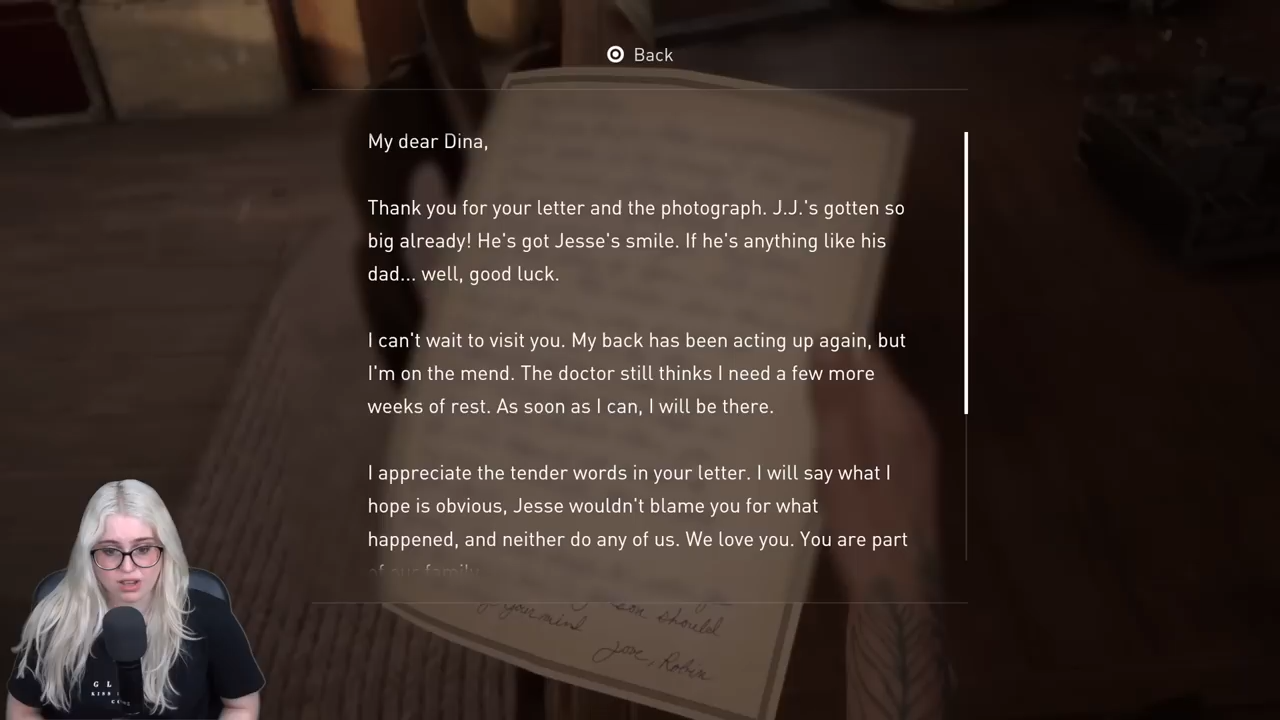 Back
My dear Dina,
Thank you for your letter and the photograph. J.J.'s gotten so
big already! He's got Jesse's smile. If he's anything like his
dad... well, good luck.
I can't wait to visit you. My back has been acting up again, but
I'm on the mend. The doctor still thinks I need a few more
weeks of rest. As soon as I can, I will be there.
I appreciate the tender words in your letter. I will say what I
hope is obvious, Jesse wouldn't blame you for what
happened, and neither do any of us. We love you. You are part
of our family.
son should
your mind
Love, Robin
G L